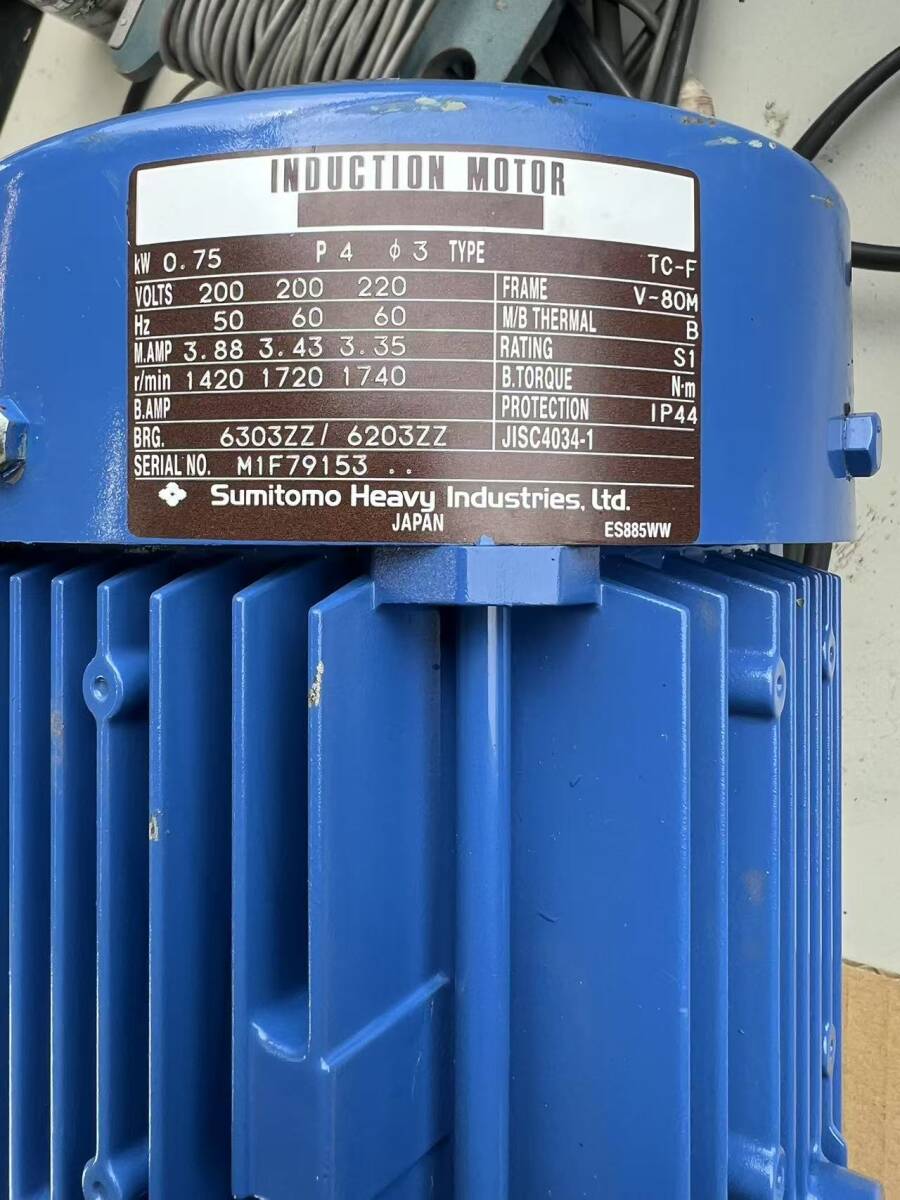 INDUCTION MOTOR
kW 0.75 P 4 φ 3 TYPE TC-F
VOLTS 200 200 220 FRAME V-80M
Hz 50 60 60 M/B THERMAL B
M.AMP 3.88 3.43 3.35 RATING S1
r/min 1420 1720 1740 B.TORQUE N·m
B.AMP PROTECTION IP44
BRG. 6303ZZ/ 6203ZZ JISC4034-1
SERIAL NO. M1F79153 ..
Sumitomo Heavy Industries, Ltd.
JAPAN ES885WW